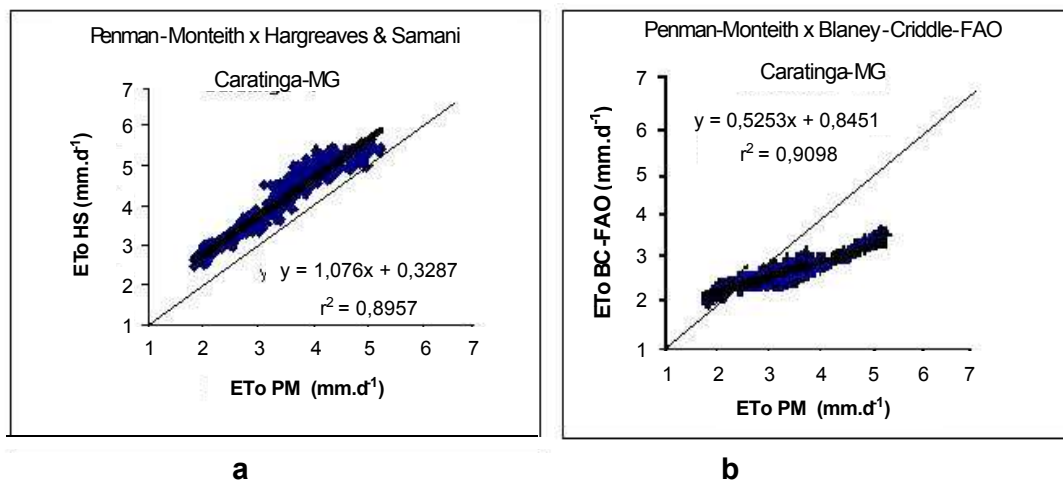 Penman-Monteith x Hargreaves & Samani
Caratinga-MG
7
6
5
4
3
2
1
ETo HS (mm.d-1)
y y = 1,076x + 0,3287
r2 = 0,8957
1 2 3 4 5 6 7
ETo PM (mm.d-1)
a
Penman-Monteith x Blaney-Criddle-FAO
Caratinga-MG
7
6
5
4
3
2
1
ETo BC-FAO (mm.d-1)
y = 0,5253x + 0,8451
r2 = 0,9098
1 2 3 4 5 6 7
ETo PM (mm.d-1)
b